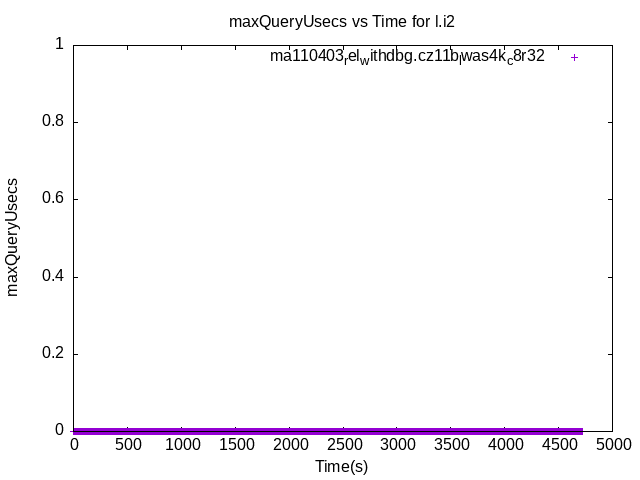 maxQueryUsecs vs Time for l.i2
ma110403relwithdbg.cz11blwas4kc8r32
maxQueryUsecs
1
0.8
0.6
0.4
0.2
0
0 500 1000 1500 2000 2500 3000 3500 4000 4500 5000
Time(s)